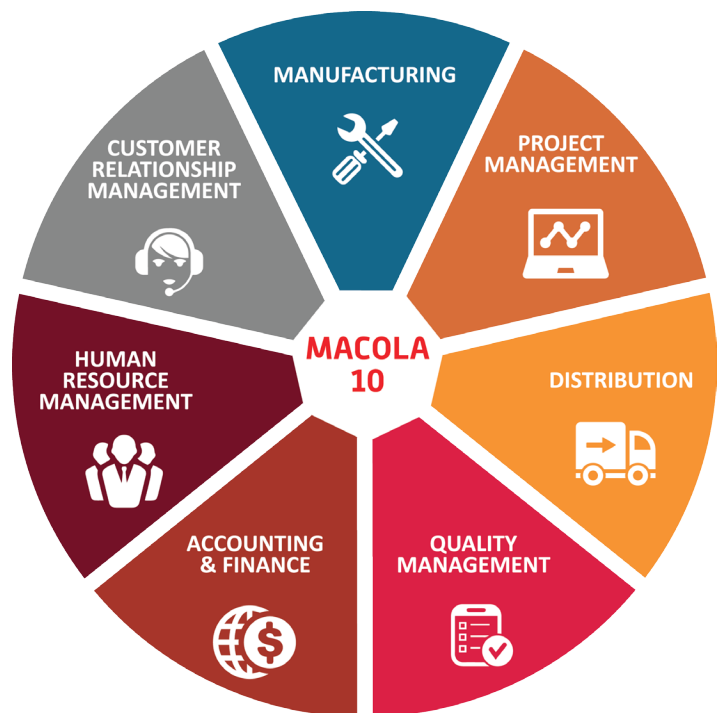 MANUFACTURING
PROJECT
MANAGEMENT
DISTRIBUTION
QUALITY
MANAGEMENT
ACCOUNTING
& FINANCE
HUMAN
RESOURCE
MANAGEMENT
CUSTOMER
RELATIONSHIP
MANAGEMENT
MACOLA
10
$